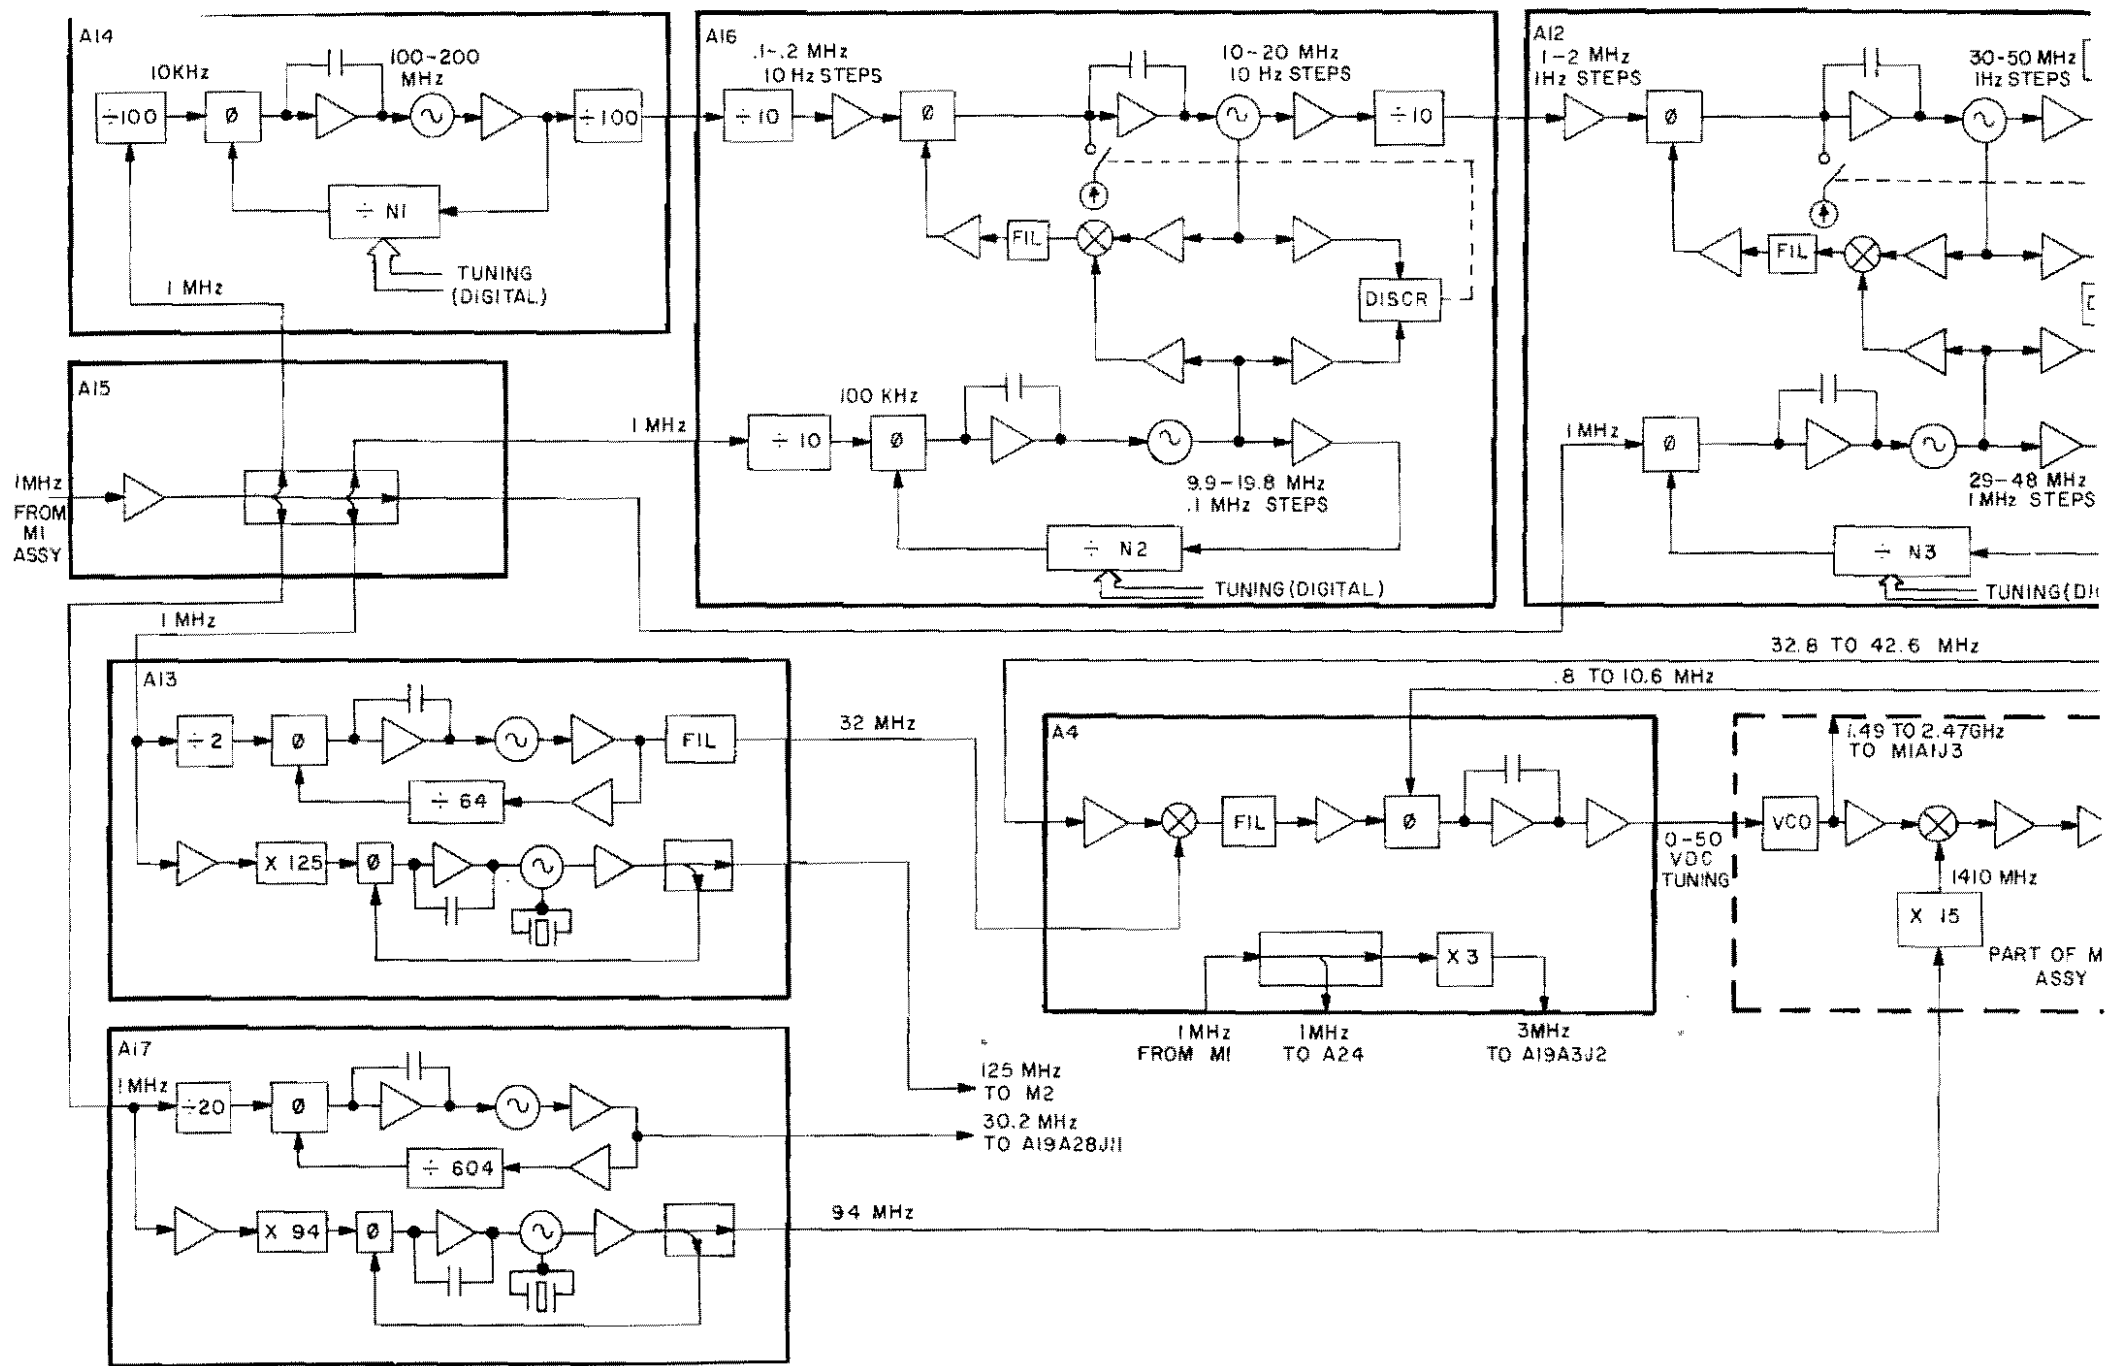 A14
10KHz
100-200
MHz
÷100
Ø
÷100
÷ N1
TUNING
(DIGITAL)
1 MHz
A16
.1-.2 MHz
10 Hz STEPS
10-20 MHz
10 Hz STEPS
÷10
Ø
÷10
FIL
DISCR
1 MHz
÷ 10
100 KHz
Ø
9.9-19.8 MHz
.1 MHz STEPS
÷ N2
TUNING(DIGITAL)
A12
1-2 MHz
1Hz STEPS
30-50 MHz
1Hz STEPS
Ø
FIL
1MHz
Ø
29-48 MHz
1 MHz STEPS
÷ N3
TUNING(DI
A15
1MHz
FROM
M1
ASSY
1 MHz
A13
÷2
Ø
FIL
÷ 64
X 125
Ø
32 MHz
32.8 TO 42.6 MHz
.8 TO 10.6 MHz
A4
FIL
Ø
X 3
1MHz
FROM M1
1MHz
TO A24
3MHz
TO A19A3J2
0-50
VDC
TUNING
1.49 TO 2.47GHz
TO M1A1J3
VCO
1410 MHz
X 15
PART OF M
ASSY
A17
1MHz
÷20
Ø
÷ 604
X 94
Ø
125 MHz
TO M2
30.2 MHz
TO A19A28J11
94 MHz